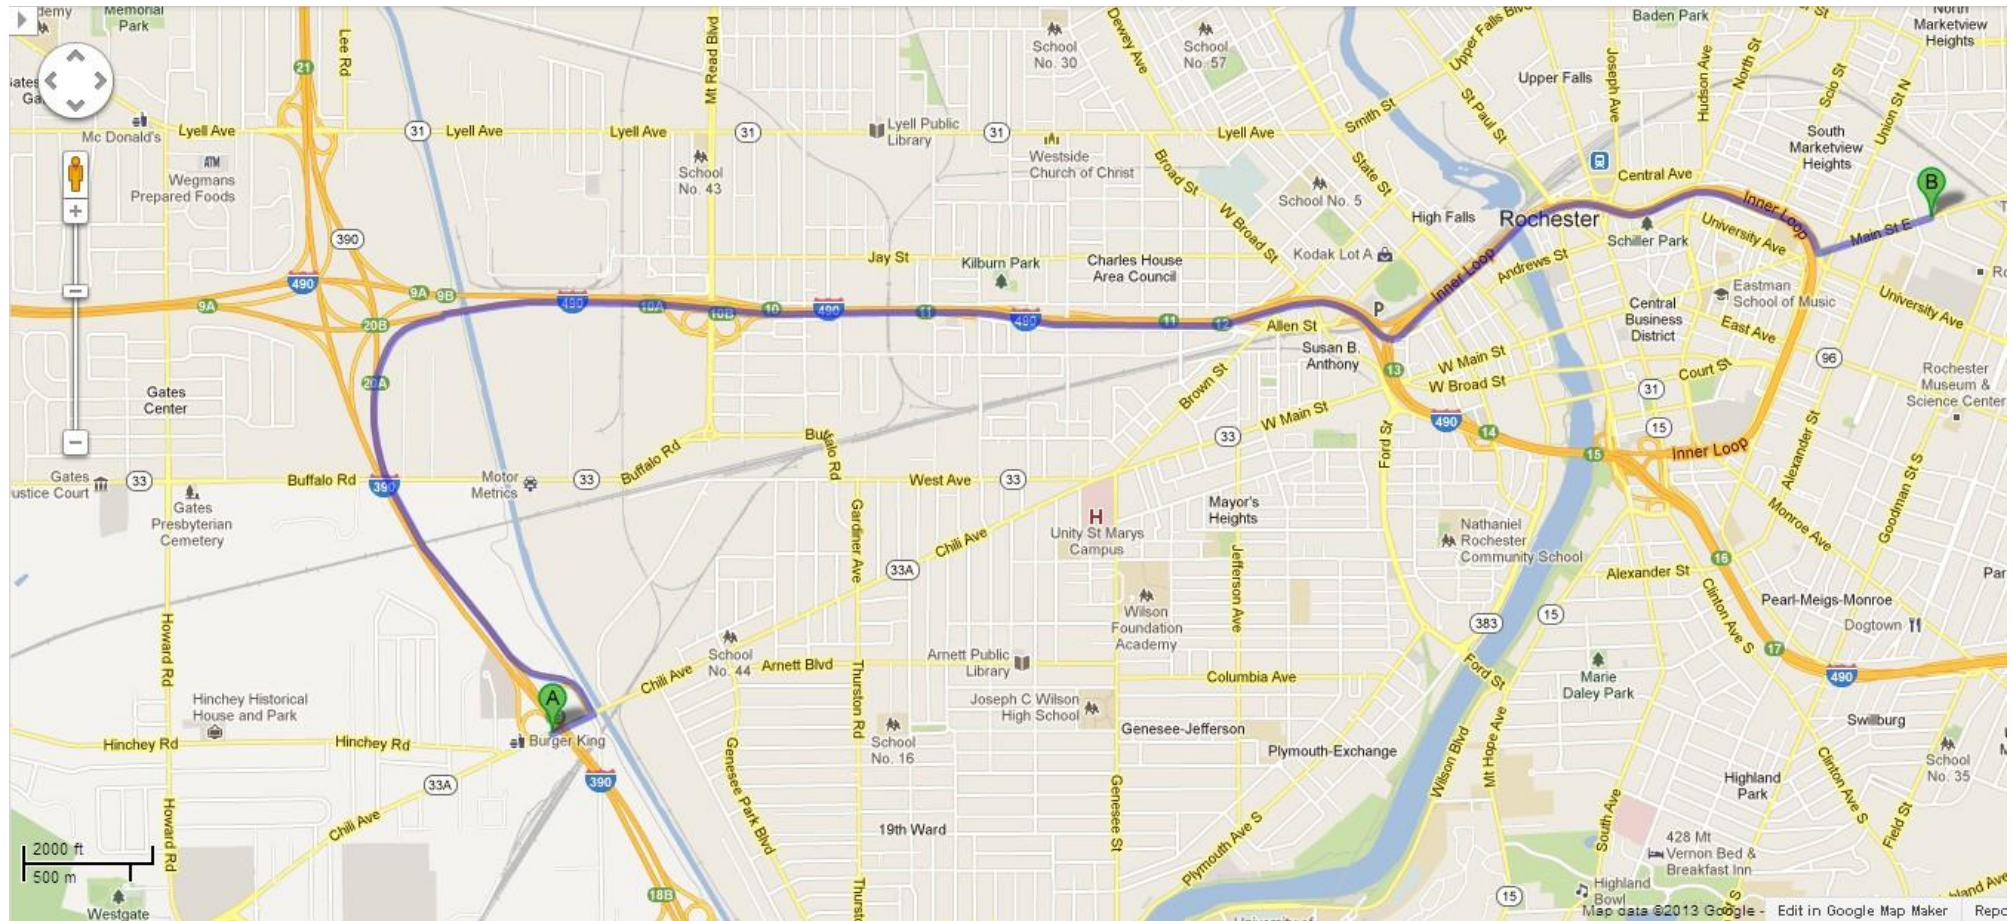 Memorial
Park
21
Lee Rd
Mt Read Blvd
School
No. 30
Dewey Ave
School
No. 57
Upper Falls Blvd
Baden Park
North
Marketview
Heights
Mc Donald's
Lyell Ave
31
Lyell Ave
Lyell Ave
31
Lyell Public
Library
31
Westside
Church of Christ
Lyell Ave
Smith St
St Paul St
Upper Falls
Joseph Ave
Hudson Ave
North St
Scio St
Union St N
ATM
Wegmans
Prepared Foods
School
No. 43
Broad St
State St
School No. 5
W Broad St
High Falls
Rochester
Central Ave
South
Marketview
Heights
Inner Loop
B
Main St E
University Ave
Schiller Park
390
490
9A
9A
9B
20B
490
10A
10B
10
490
11
490
11
12
Jay St
Kilburn Park
Charles House
Area Council
Kodak Lot A
P
Inner Loop
Andrews St
Eastman
School of Music
University Ave
Central
Business
District
East Ave
96
Allen St
Susan B.
Anthony
13
W Main St
W Broad St
Court St
31
15
Rochester
Museum &
Science Center
20A
Gates
Center
Brown St
W Main St
33
Ford St
490
14
15
Inner Loop
Alexander St
Goodman St S
Gates
33
Buffalo Rd
390
Motor
Metrics
33
Buffalo Rd
Buffalo Rd
West Ave
33
Gates
Presbyterian
Cemetery
H
Unity St Marys
Campus
Mayor's
Heights
Nathaniel
Rochester
Community School
Monroe Ave
16
Gardiner Ave
33A
Chili Ave
Jefferson Ave
Alexander St
Clinton Ave S
Pearl-Meigs-Monroe
Dogtown
Howard Rd
Wilson
Foundation
Academy
383
15
17
490
School
No. 44
Arnett Blvd
Arnett Public
Library
Columbia Ave
Ford St
Marie
Daley Park
Chili Ave
Thurston Rd
A
Burger King
Hinchey Historical
House and Park
Hinchey Rd
Hinchey Rd
Joseph C Wilson
High School
Genesee-Jefferson
Swillburg
School
No. 16
Plymouth-Exchange
Wilson Blvd
Mt Hope Ave
School
No. 35
33A
390
Genesee Park Blvd
Genesee St
Highland
Park
Clinton Ave S
Field St
Howard Rd
Chili Ave
19th Ward
Plymouth Ave S
South Ave
428 Mt
Vernon Bed &
Breakfast Inn
2000 ft
500 m
Westgate
18B
15
Highland
Bowl
Map data ©2013 Google - Edit in Google Map Maker